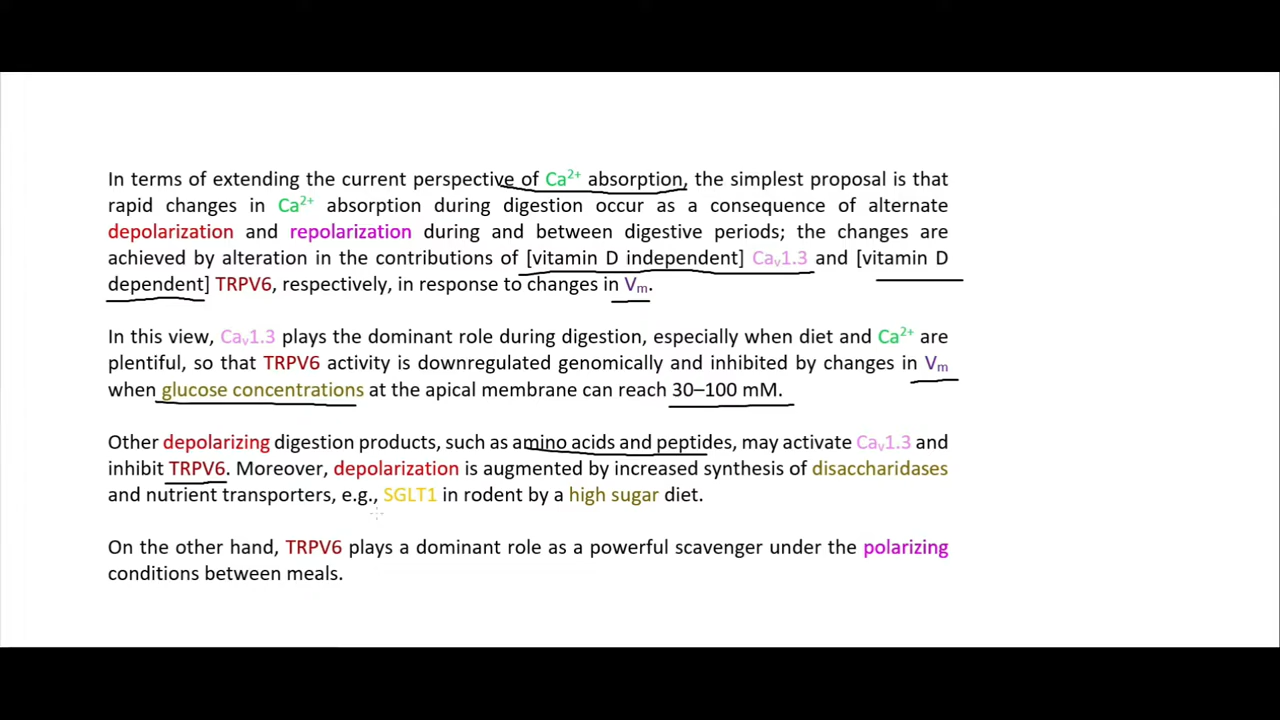 In terms of extending the current perspective of Ca²⁺ absorption, the simplest proposal is that
rapid changes in Ca²⁺ absorption during digestion occur as a consequence of alternate
depolarization and repolarization during and between digestive periods; the changes are
achieved by alteration in the contributions of [vitamin D independent] Caᵥ1.3 and [vitamin D
dependent] TRPV6, respectively, in response to changes in Vₘ.
In this view, Caᵥ1.3 plays the dominant role during digestion, especially when diet and Ca²⁺ are
plentiful, so that TRPV6 activity is downregulated genomically and inhibited by changes in Vₘ
when glucose concentrations at the apical membrane can reach 30–100 mM.
Other depolarizing digestion products, such as amino acids and peptides, may activate Caᵥ1.3 and
inhibit TRPV6. Moreover, depolarization is augmented by increased synthesis of disaccharidases
and nutrient transporters, e.g., SGLT1 in rodent by a high sugar diet.
On the other hand, TRPV6 plays a dominant role as a powerful scavenger under the polarizing
conditions between meals.